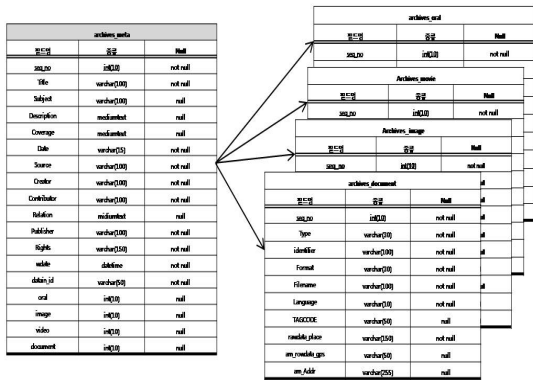 archives_meta
필드명 종류 Null
seq_no int(10) not null
Title varchar(100) not null
Subject varchar(100) null
Description mediumtext null
Coverage mediumtext null
Date varchar(15) not null
Source varchar(100) not null
Creator varchar(100) not null
Contributor varchar(100) not null
Relation midiumtext null
Publisher varchar(100) not null
Rights varchar(150) not null
wdate datetime not null
datain_id varchar(50) not null
oral int(10) null
image int(10) null
video int(10) null
document int(10) null
archives_oral
필드명 종류 Null
seq_no int(10) not null
Archives_movie
필드명 종류 Null
seq_no int(10) not null
Archives_image
필드명 종류 Null
seq_no int(10) not null
archives_document
필드명 종류 Null
seq_no int(10) not null
Type varchar(20) not null
identifier varchar(100) not null
Format varchar(20) not null
Filename varchar(100) not null
Language varchar(10) not null
TAGCODE varchar(50) null
rawdata_place varchar(150) not null
am_rowdata_gps varchar(50) null
am_Addr varchar(255) null